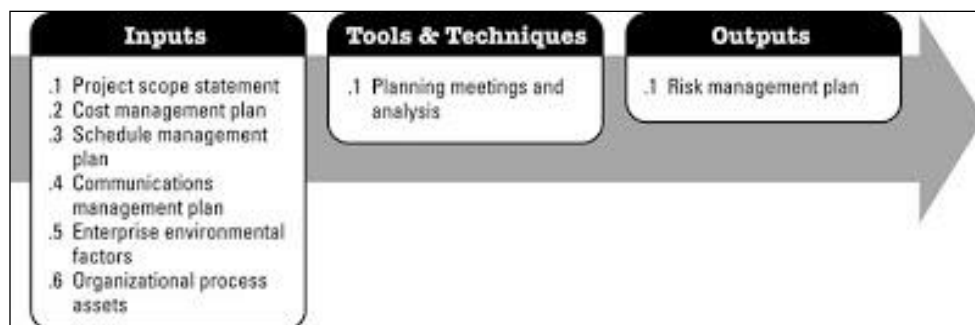 Inputs
.1 Project scope statement
.2 Cost management plan
.3 Schedule management
plan
.4 Communications
management plan
.5 Enterprise environmental
factors
.6 Organizational process
assets
Tools & Techniques
.1 Planning meetings and
analysis
Outputs
.1 Risk management plan